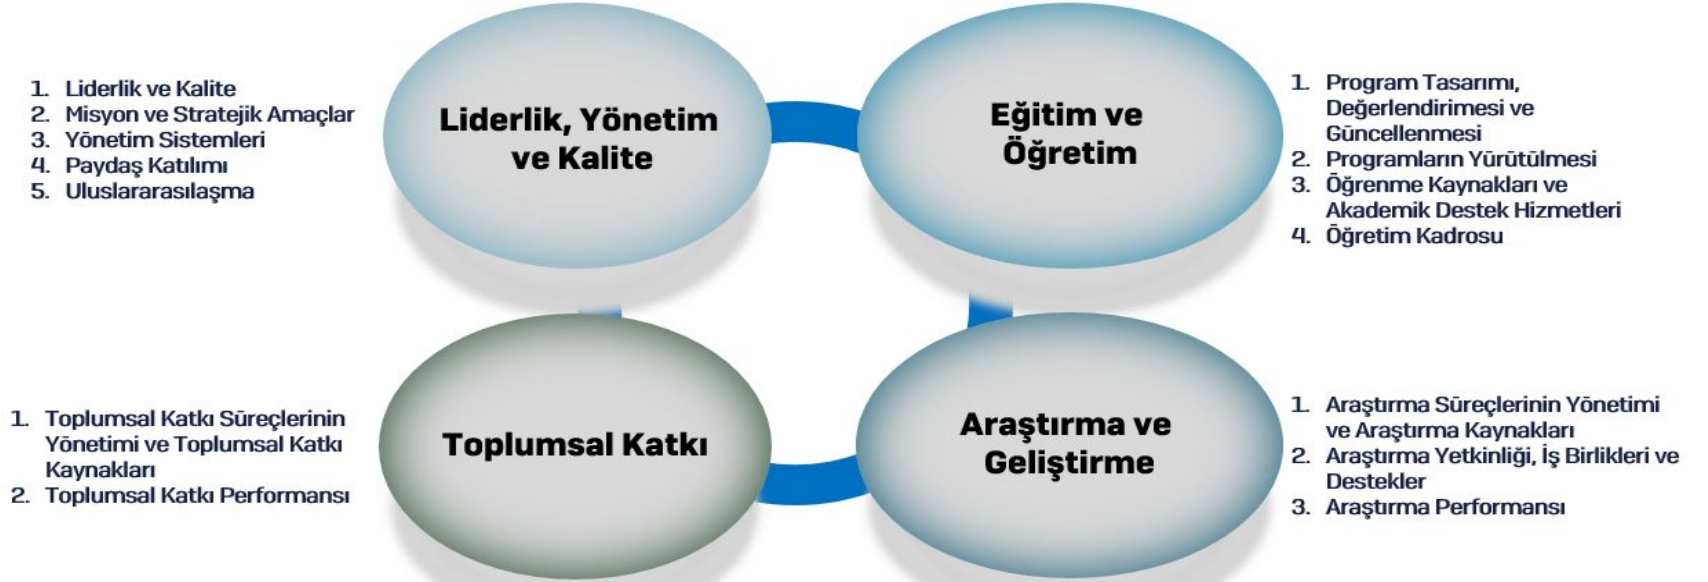 1. Liderlik ve Kalite
2. Misyon ve Stratejik Amaçlar
3. Yönetim Sistemleri
4. Paydaş Katılımı
5. Uluslararasılaşma
Liderlik, Yönetim
ve Kalite
Eğitim ve
Öğretim
1. Program Tasarımı,
Değerlendirimesi ve
Güncellenmesi
2. Programların Yürütülmesi
3. Öğrenme Kaynakları ve
Akademik Destek Hizmetleri
4. Öğretim Kadrosu
1. Toplumsal Katkı Süreçlerinin
Yönetimi ve Toplumsal Katkı
Kaynakları
2. Toplumsal Katkı Performansı
Toplumsal Katkı
Araştırma ve
Geliştirme
1. Araştırma Süreçlerinin Yönetimi
ve Araştırma Kaynakları
2. Araştırma Yetkinliği, İş Birlikleri ve
Destekler
3. Araştırma Performansı